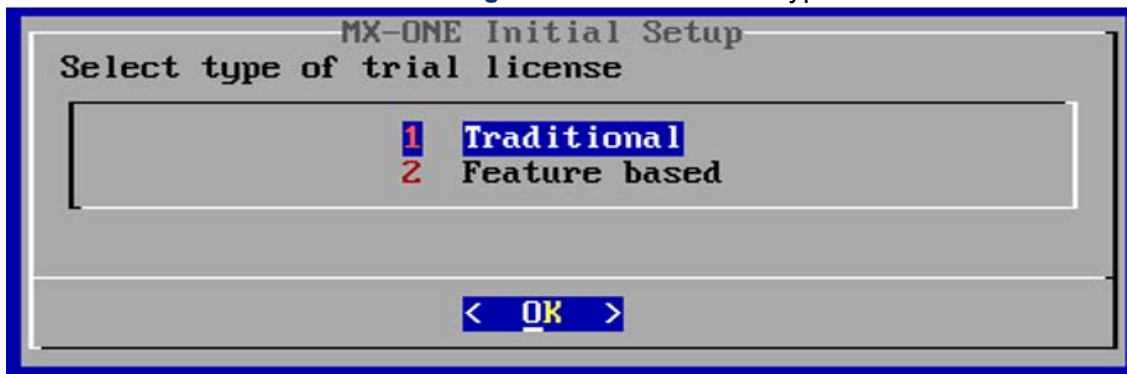 MX-ONE Initial Setup
Select type of trial license
1 Traditional
2 Feature based
< OK >